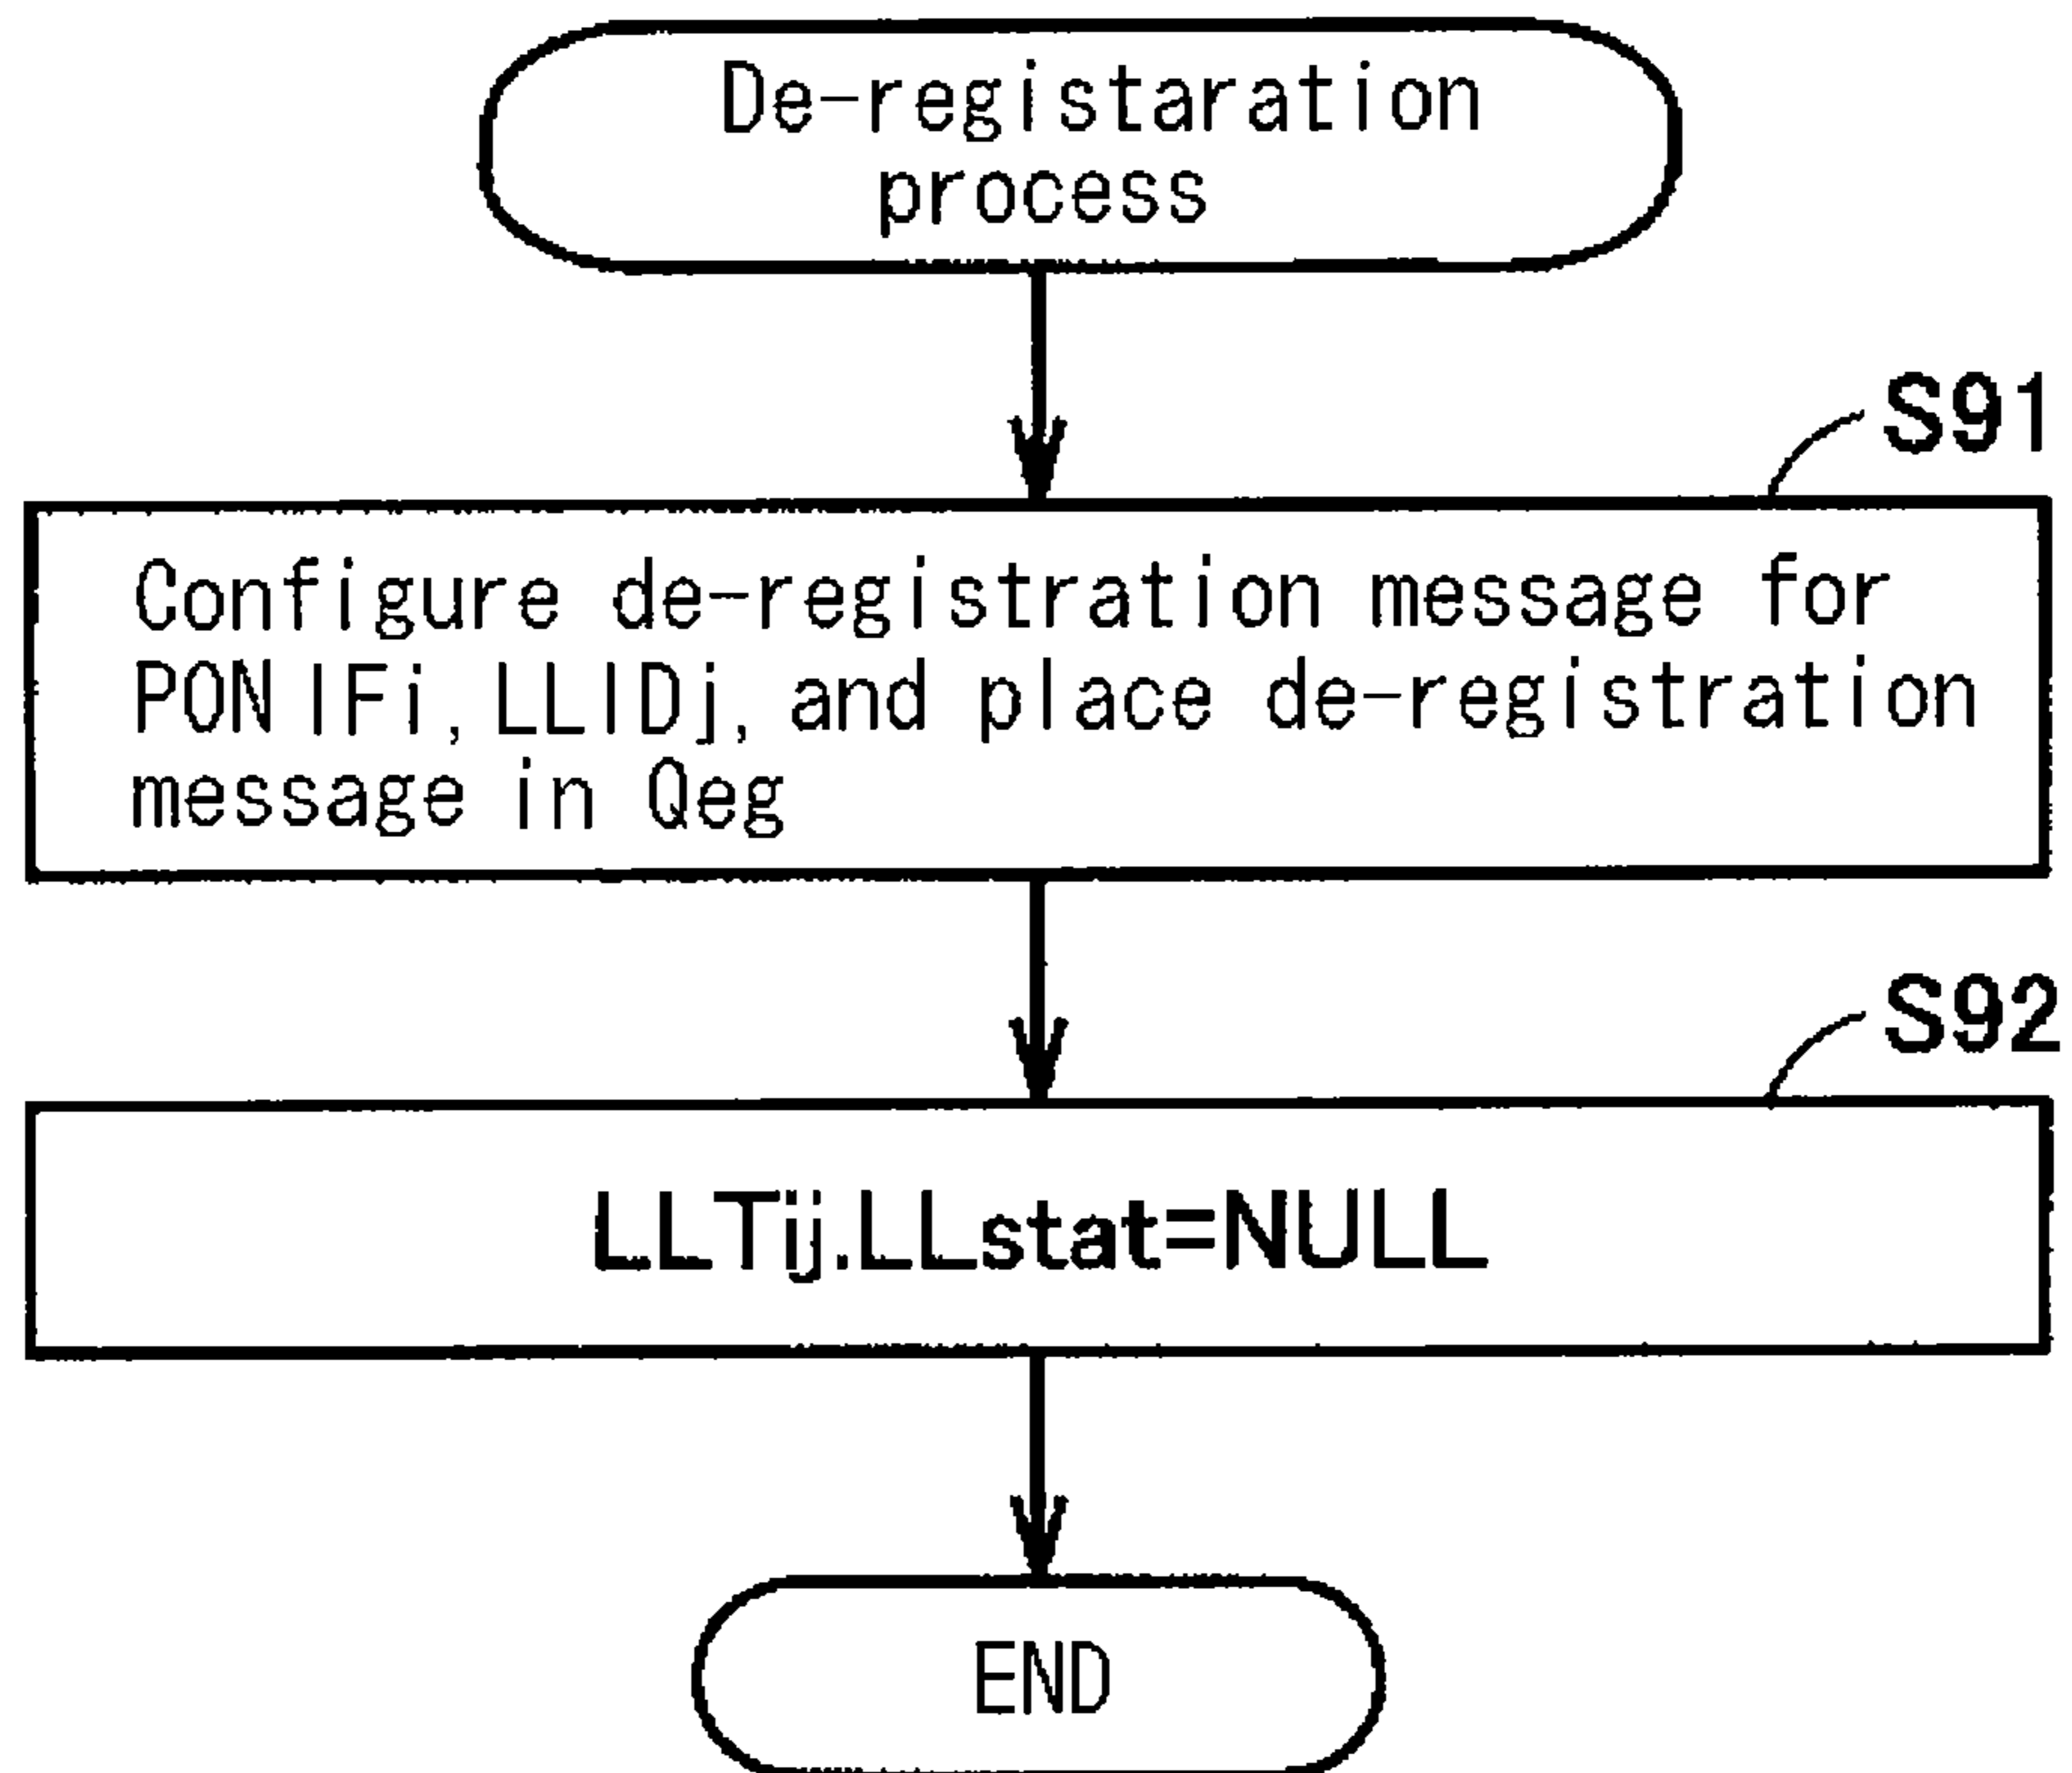 De-registaration
process
S91
Configure de-registration message for
PON IFi, LLIDj, and place de-registration
message in Qeg
S92
LLTij.LLstat=NULL
END